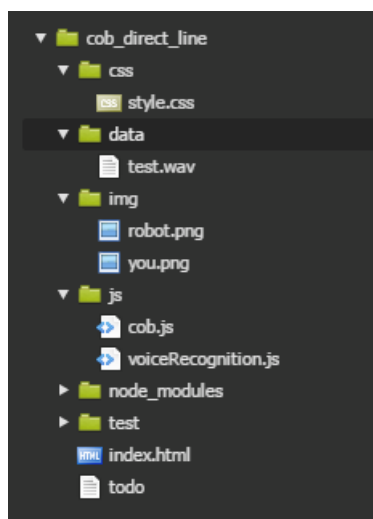 cob_direct_line
css
CSS style.css
data
test.wav
img
robot.png
you.png
js
cob.js
voiceRecognition.js
node_modules
test
HTML index.html
todo